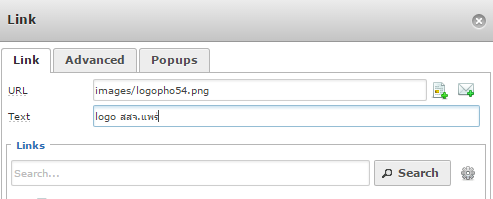 Link
Link Advanced Popups
URL images/logopho54.png
Text logo สสจ.แพร่
Links
Search... Search